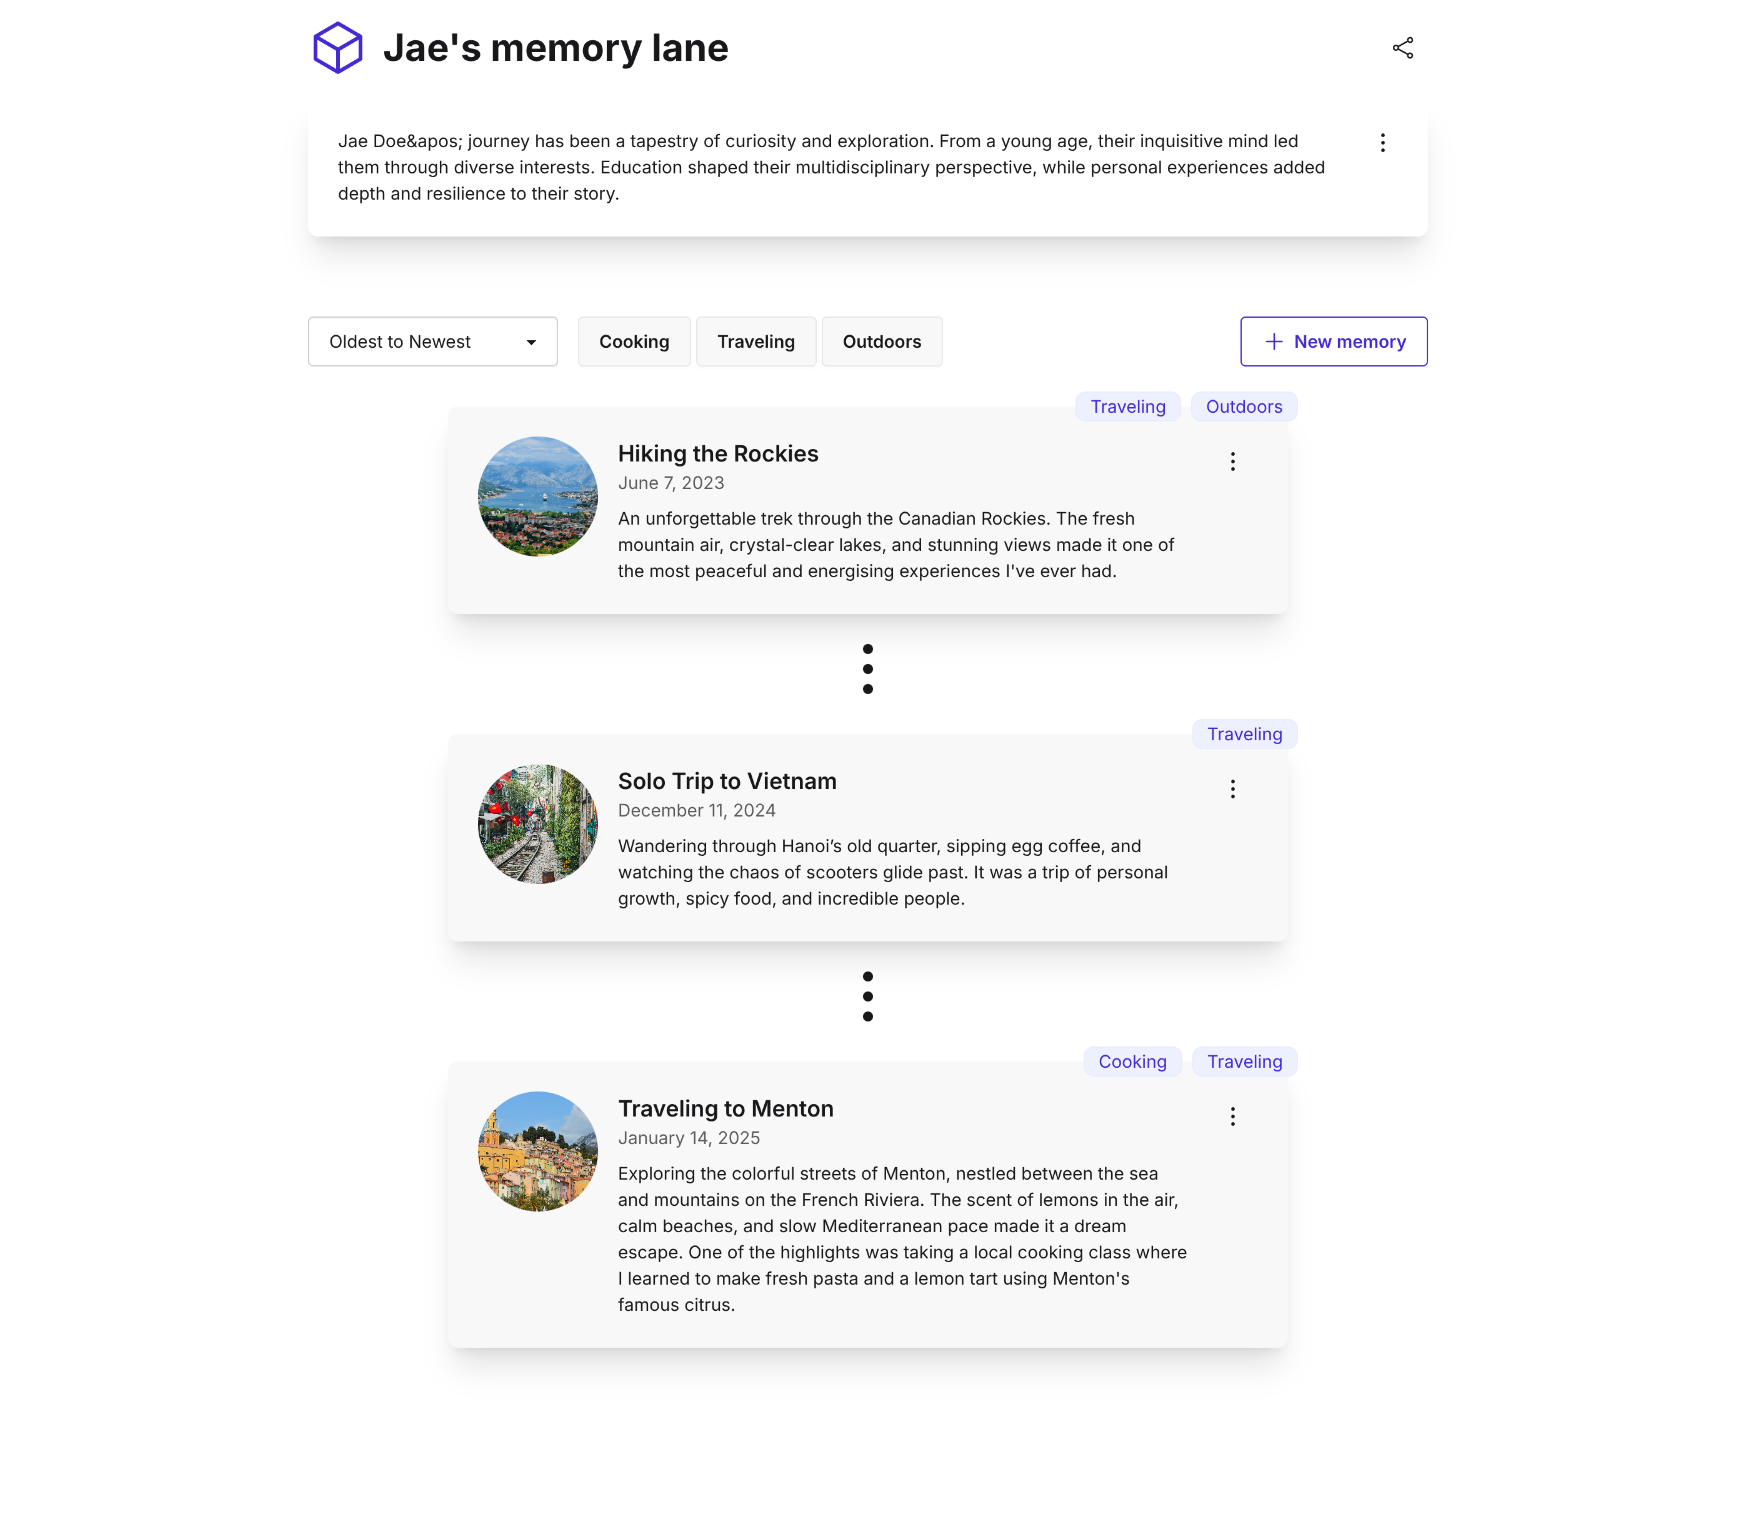 Jae's memory lane
Jae Doe&apos; journey has been a tapestry of curiosity and exploration. From a young age, their inquisitive mind led
them through diverse interests. Education shaped their multidisciplinary perspective, while personal experiences added
depth and resilience to their story.
Oldest to Newest
Cooking
Traveling
Outdoors
New memory
Traveling
Outdoors
Hiking the Rockies
June 7, 2023
An unforgettable trek through the Canadian Rockies. The fresh
mountain air, crystal-clear lakes, and stunning views made it one of
the most peaceful and energising experiences I've ever had.
Traveling
Solo Trip to Vietnam
December 11, 2024
Wandering through Hanoi’s old quarter, sipping egg coffee, and
watching the chaos of scooters glide past. It was a trip of personal
growth, spicy food, and incredible people.
Cooking
Traveling
Traveling to Menton
January 14, 2025
Exploring the colorful streets of Menton, nestled between the sea
and mountains on the French Riviera. The scent of lemons in the air,
calm beaches, and slow Mediterranean pace made it a dream
escape. One of the highlights was taking a local cooking class where
I learned to make fresh pasta and a lemon tart using Menton's
famous citrus.